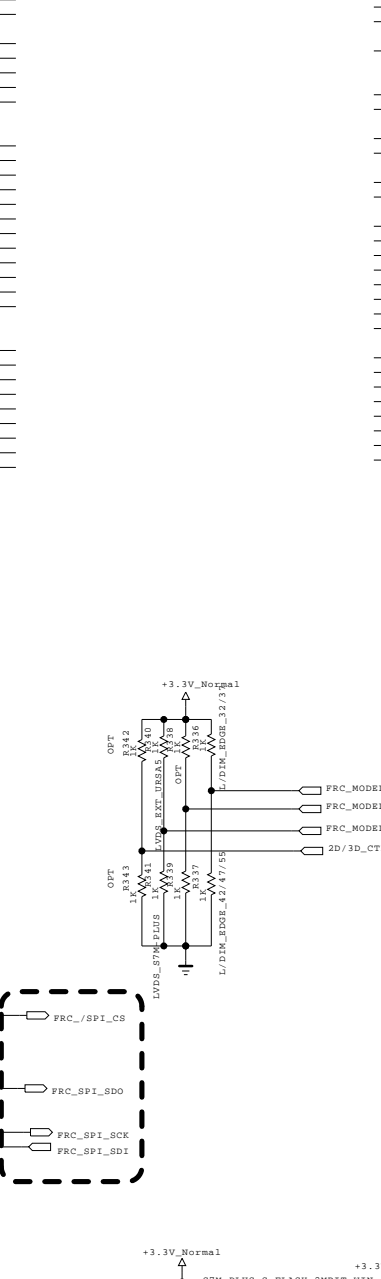 +3.3V_Normal
OPT
R342
1K
R340
1K
LVDS_EXT_URSA5
R338
1K
OPT
R336
1K
L/DIM_EDGE_32/37
FRC_MODEL
FRC_MODEL
FRC_MODEL
2D/3D_CT
OPT
R343
1K
R341
1K
LVDS_S7M-PLUS
R339
1K
R337
1K
L/DIM_EDGE_42/47/55
FRC_/SPI_CS
FRC_SPI_SDO
FRC_SPI_SCK
FRC_SPI_SDI
+3.3V_Normal
+3.3